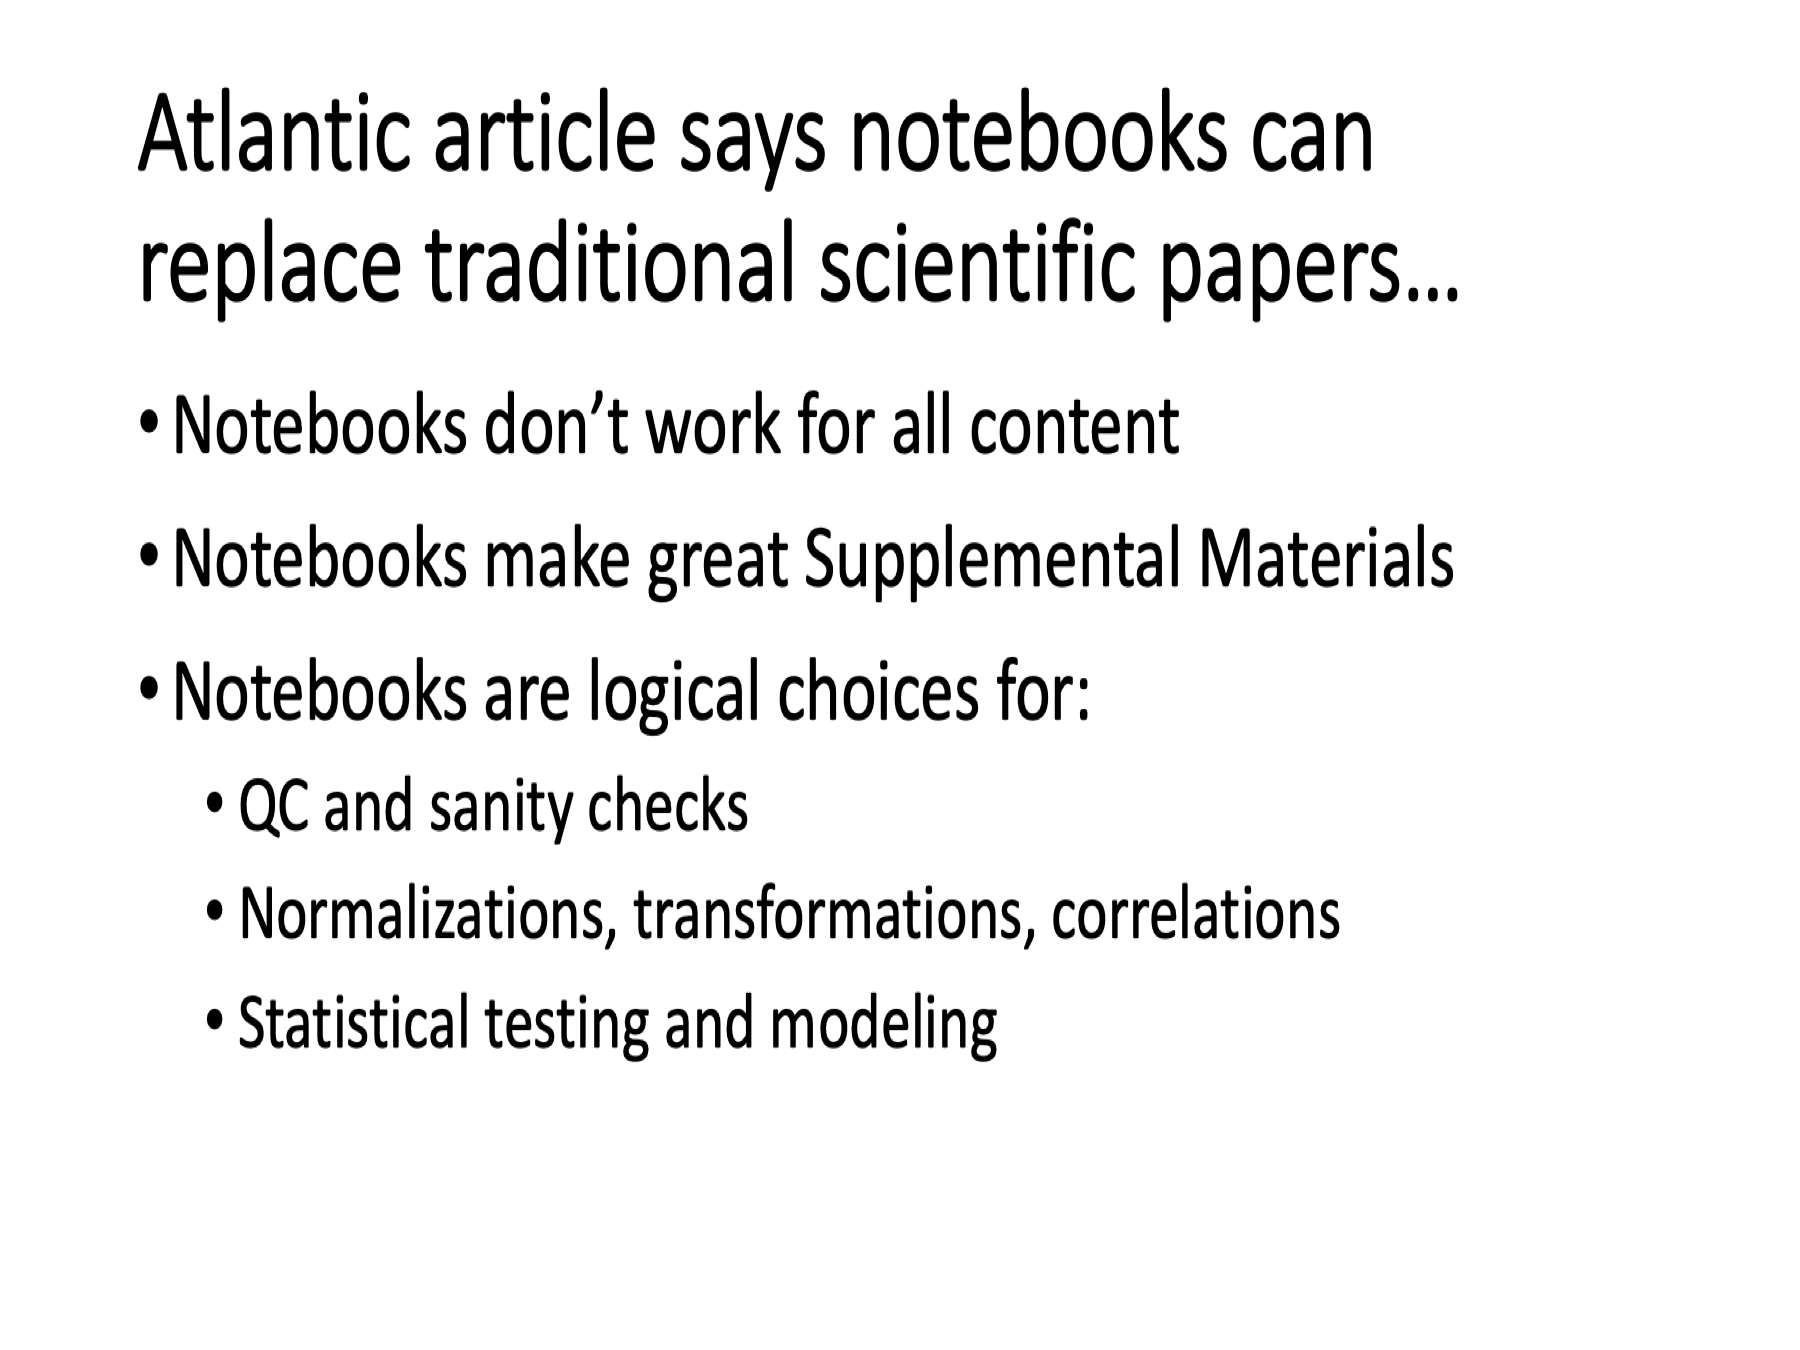 Atlantic article says notebooks can
replace traditional scientific papers…
• Notebooks don’t work for all content
• Notebooks make great Supplemental Materials
• Notebooks are logical choices for:
• QC and sanity checks
• Normalizations, transformations, correlations
• Statistical testing and modeling